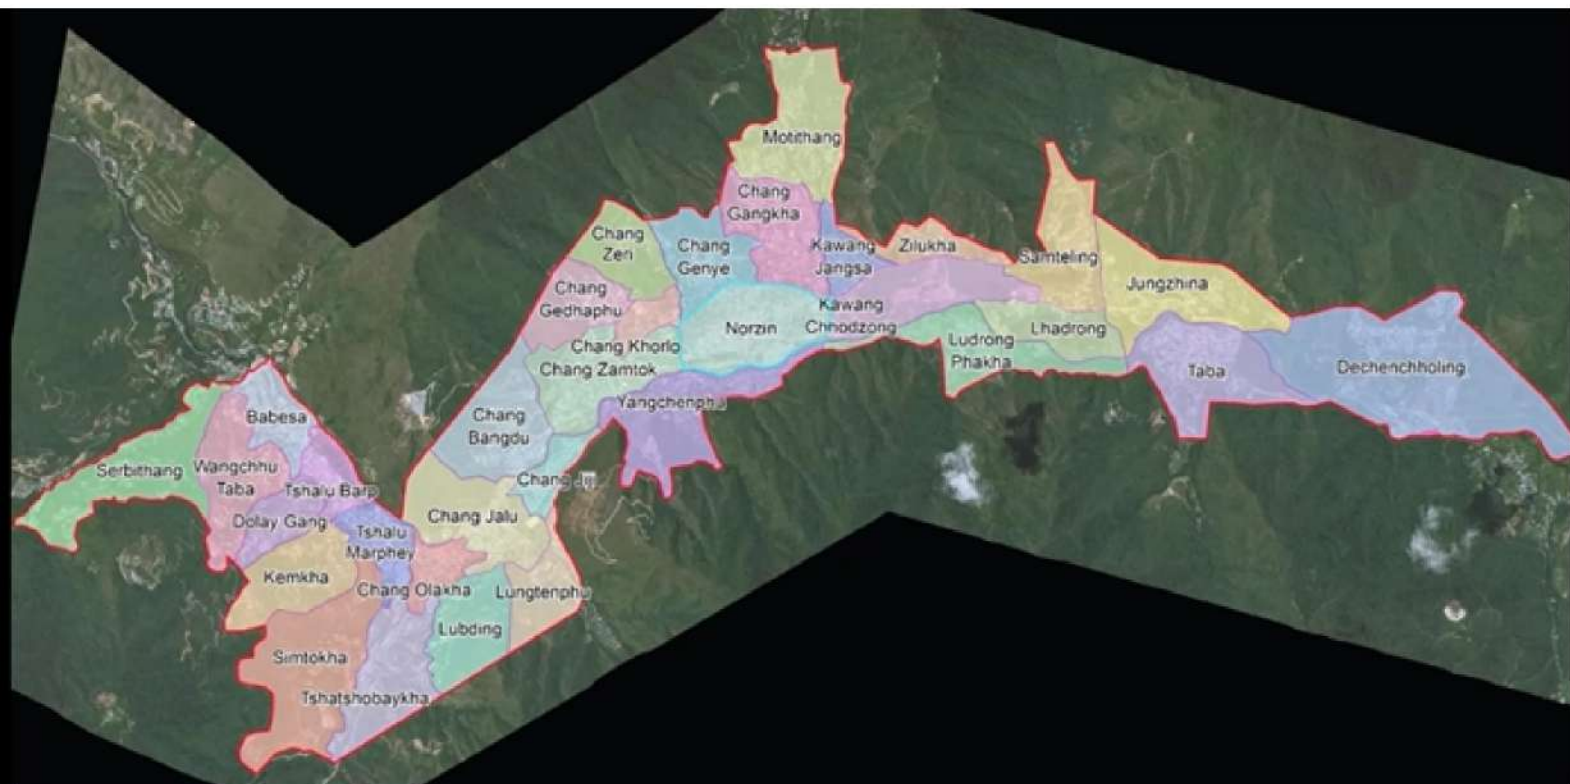 Motithang
Chang
Gangkha
Chang
Zeri
Chang
Genye
Kawang
Jangsa
Zilukha
Samteling
Jungzhina
Chang
Gedhaphu
Norzin
Kawang
Chhodzong
Ludrong
Phakha
Lhadrong
Chang Khorlo
Chang Zamtok
Taba
Dechenchholing
Yangchenphu
Chang
Bangdu
Babesa
Serbithang
Wangchhu
Taba
Tshalu Barp
Chang Jiji
Dolay Gang
Tshalu
Marphey
Chang Jalu
Kemkha
Chang Olakha
Lungtenphu
Lubding
Simtokha
Tshatshobaykha